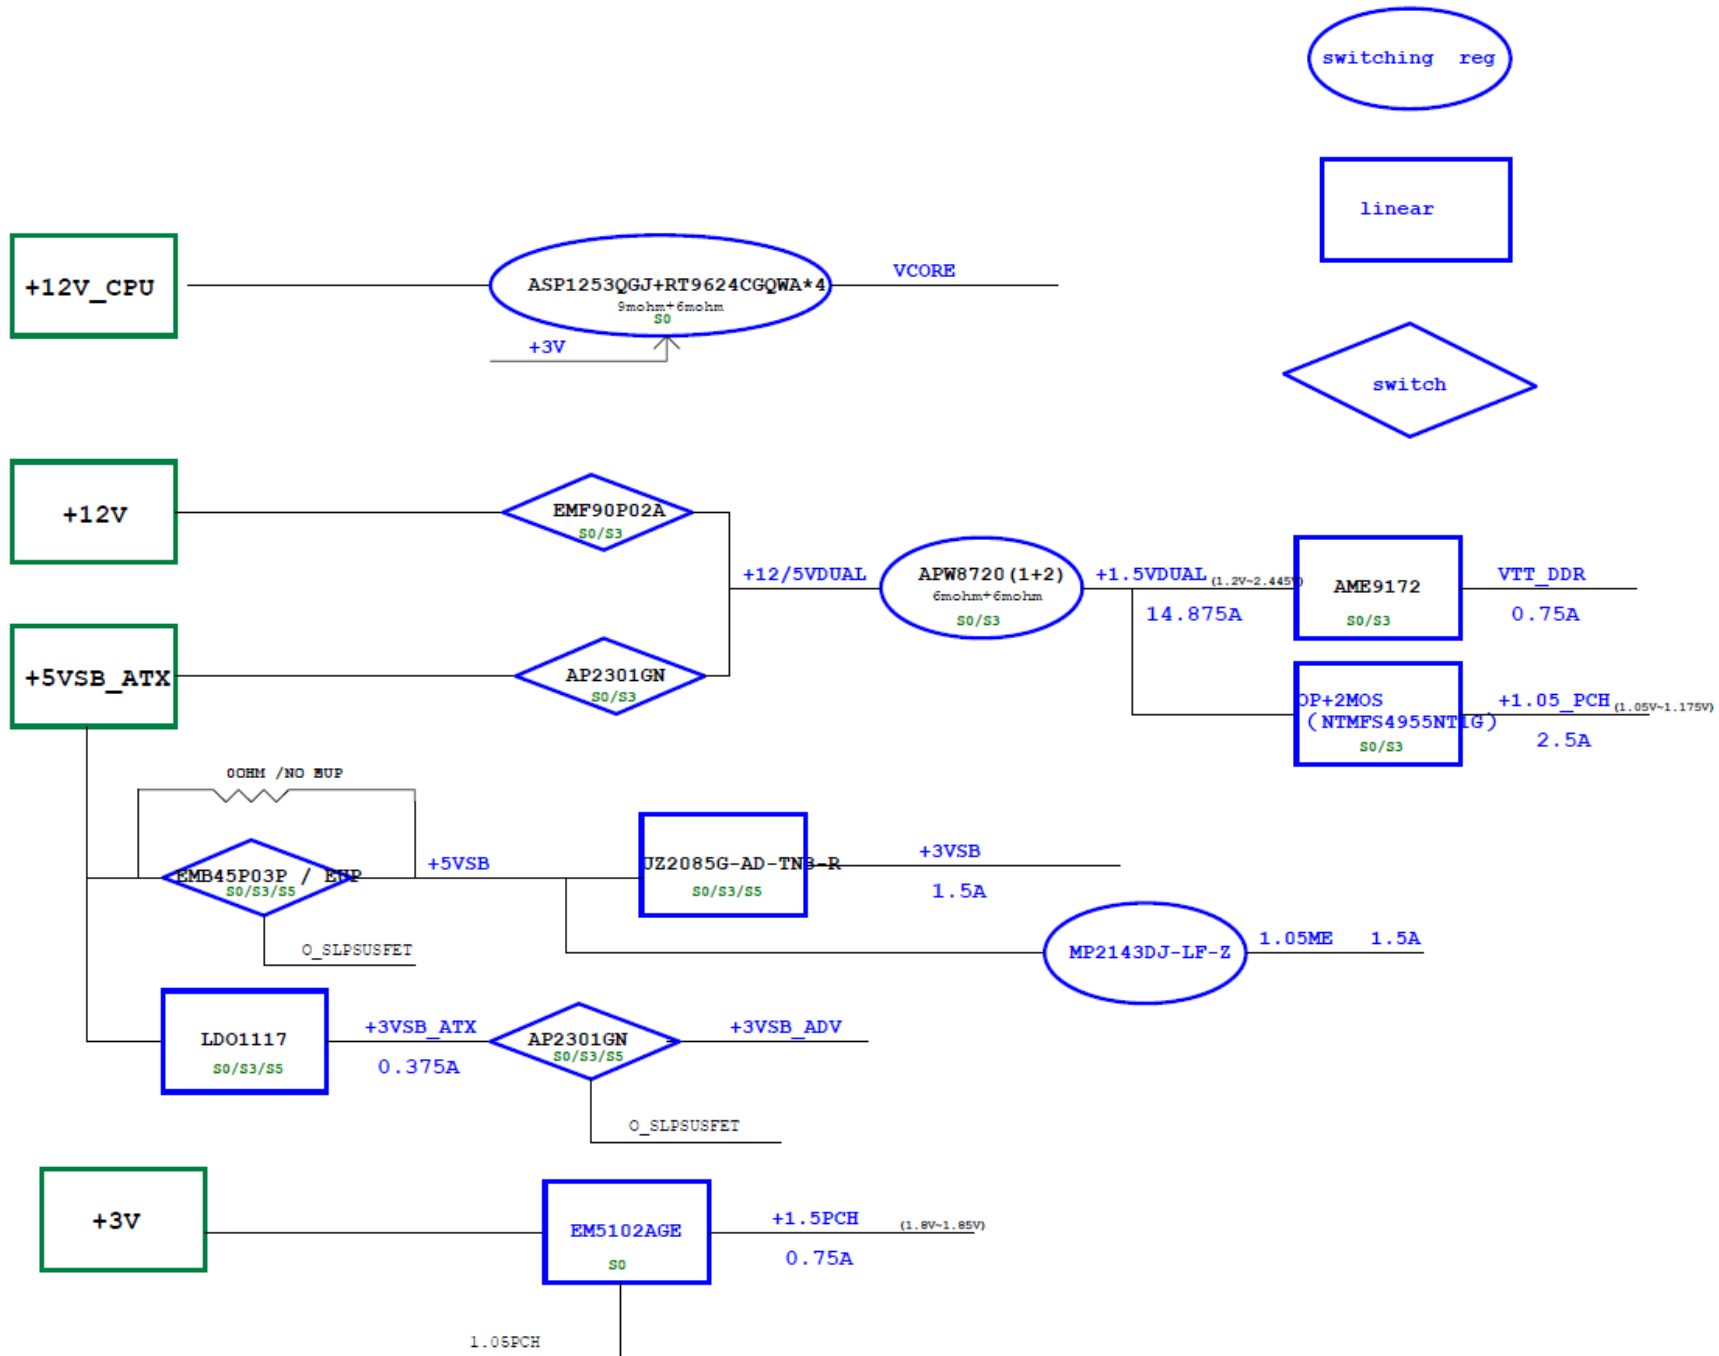 switching reg
linear
switch
+12V_CPU
ASP1253QGJ+RT9624CGQWA*4
9mohm+6mohm
S0
VCORE
+3V
+12V
EMF90P02A
S0/S3
+12/5VDUAL
APW8720(1+2)
6mohm+6mohm
S0/S3
+1.5VDUAL (1.2V~2.445V)
14.875A
AME9172
S0/S3
VTT_DDR
0.75A
+5VSB_ATX
AP2301GN
S0/S3
OP+2MOS
(NTMFS4955NT1G)
S0/S3
+1.05_PCH (1.05V~1.175V)
2.5A
0OHM /NO EUP
EMB45P03P / EUP
S0/S3/S5
+5VSB
O_SLPSUSFET
UZ2085G-AD-TN3-R
S0/S3/S5
+3VSB
1.5A
MP2143DJ-LF-Z
1.05ME 1.5A
LDO1117
S0/S3/S5
+3VSB_ATX
0.375A
AP2301GN
S0/S3/S5
+3VSB_ADV
O_SLPSUSFET
+3V
EM5102AGE
S0
+1.5PCH (1.8V~1.85V)
0.75A
1.05PCH